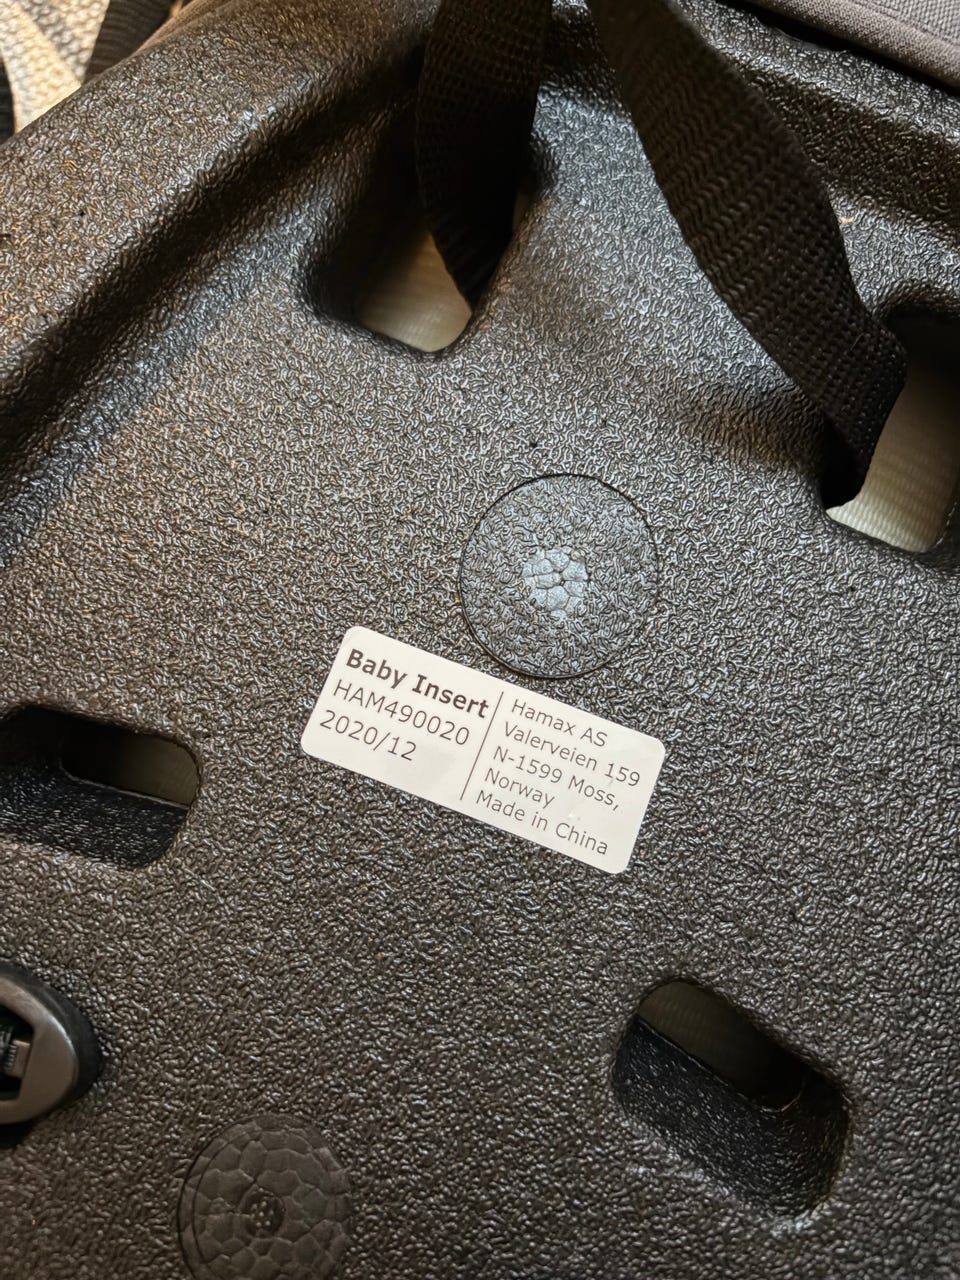 Baby Insert
HAM490020
2020/12
Hamax AS
Valerveien 159
N-1599 Moss,
Norway
Made in China